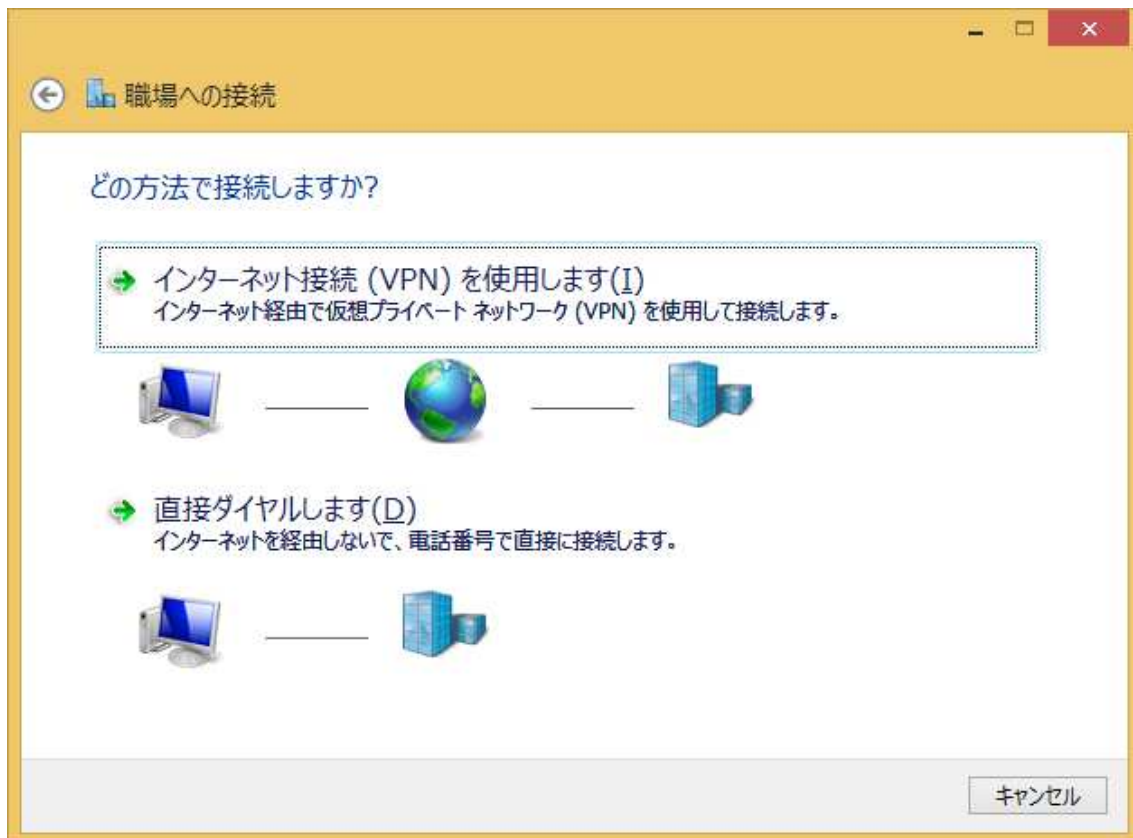 職場への接続
どの方法で接続しますか?
インターネット接続 (VPN) を使用します(I)
インターネット経由で仮想プライベート ネットワーク (VPN) を使用して接続します。
直接ダイヤルします(D)
インターネットを経由しないで、電話番号で直接に接続します。
キャンセル